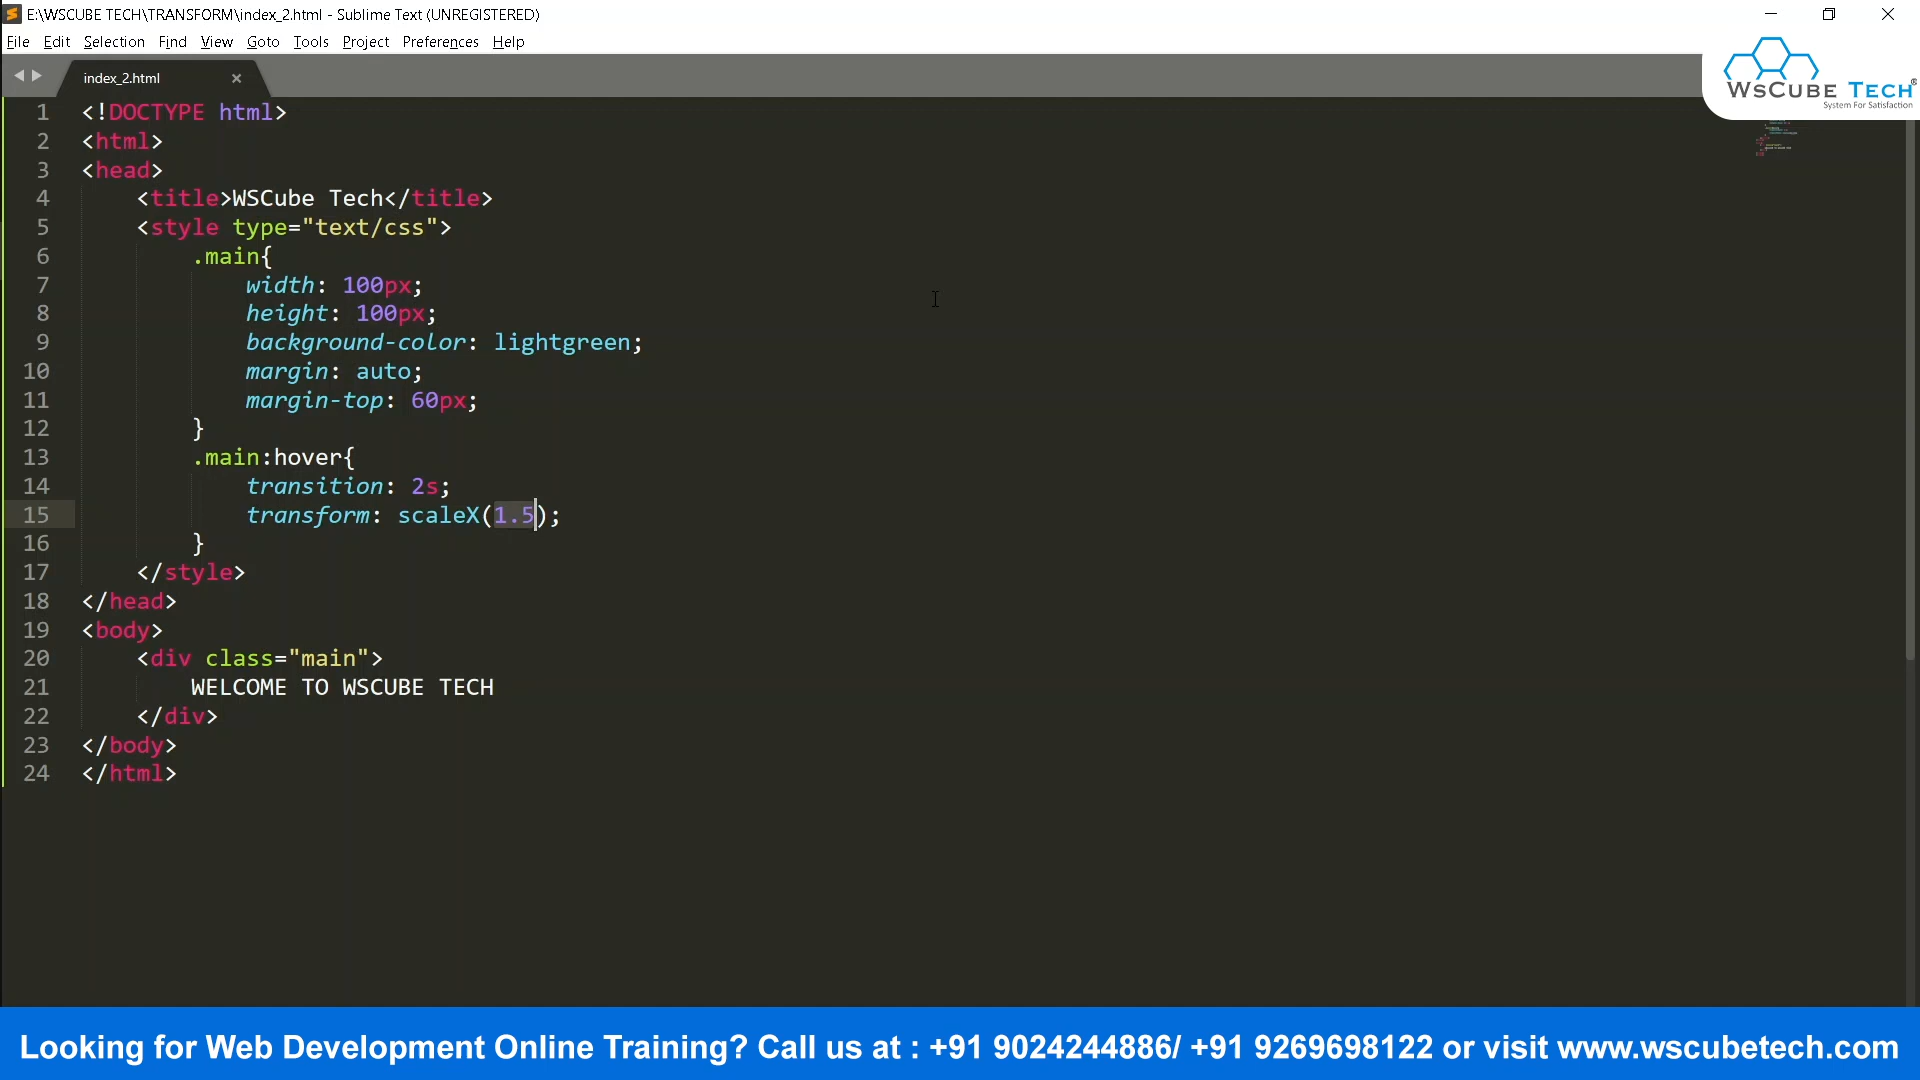 E:\WSCUBE TECH\TRANSFORM\index_2.html - Sublime Text (UNREGISTERED)
File Edit Selection Find View Goto Tools Project Preferences Help
index_2.html
WSCUBE TECH®
System For Satisfaction
1 <!DOCTYPE html>
2 <html>
3 <head>
4 <title>WSCube Tech</title>
5 <style type="text/css">
6 .main{
7 width: 100px;
8 height: 100px;
9 background-color: lightgreen;
10 margin: auto;
11 margin-top: 60px;
12 }
13 .main:hover{
14 transition: 2s;
15 transform: scaleX(1.5);
16 }
17 </style>
18 </head>
19 <body>
20 <div class="main">
21 WELCOME TO WSCUBE TECH
22 </div>
23 </body>
24 </html>
Looking for Web Development Online Training? Call us at : +91 9024244886/ +91 9269698122 or visit www.wscubetech.com